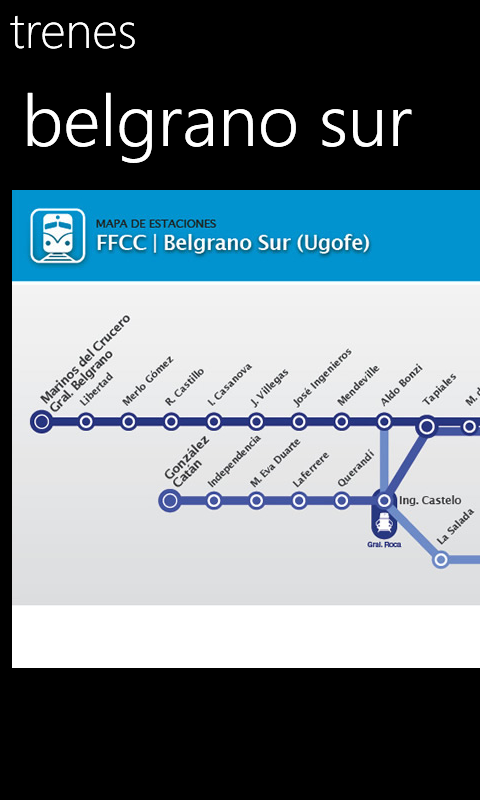 trenes
belgrano sur
MAPA DE ESTACIONES
FFCC | Belgrano Sur (Ugofe)
Marinos del Crucero
Gral. Belgrano
Libertad
Merlo Gómez
R. Castillo
I. Casanova
J. Villegas
José Ingenieros
Mendeville
Aldo Bonzi
Tapiales
M. d
González
Catán
Independencia
M. Eva Duarte
Laferrere
Querandí
Ing. Castelo
Gral. Roca
La Salada